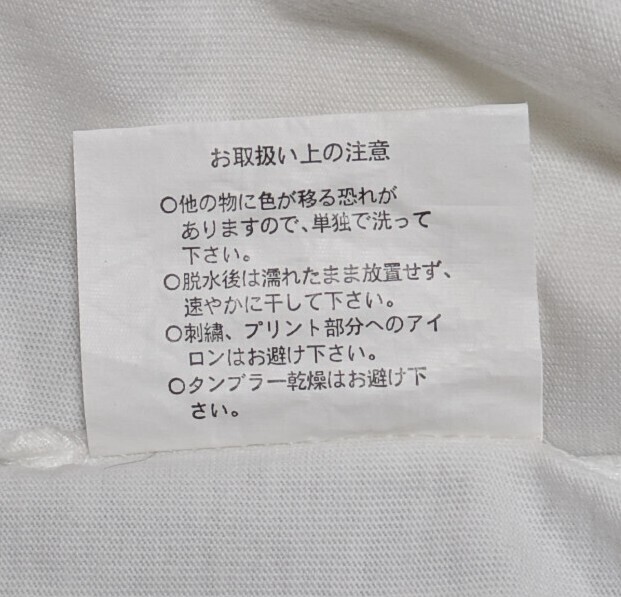 お取扱い上の注意
○他の物に色が移る恐れが
ありますので、単独で洗って
下さい。
○脱水後は濡れたまま放置せず、
速やかに干して下さい。
○刺繍、プリント部分へのアイ
ロンはお避け下さい。
○タンブラー乾燥はお避け下
さい。